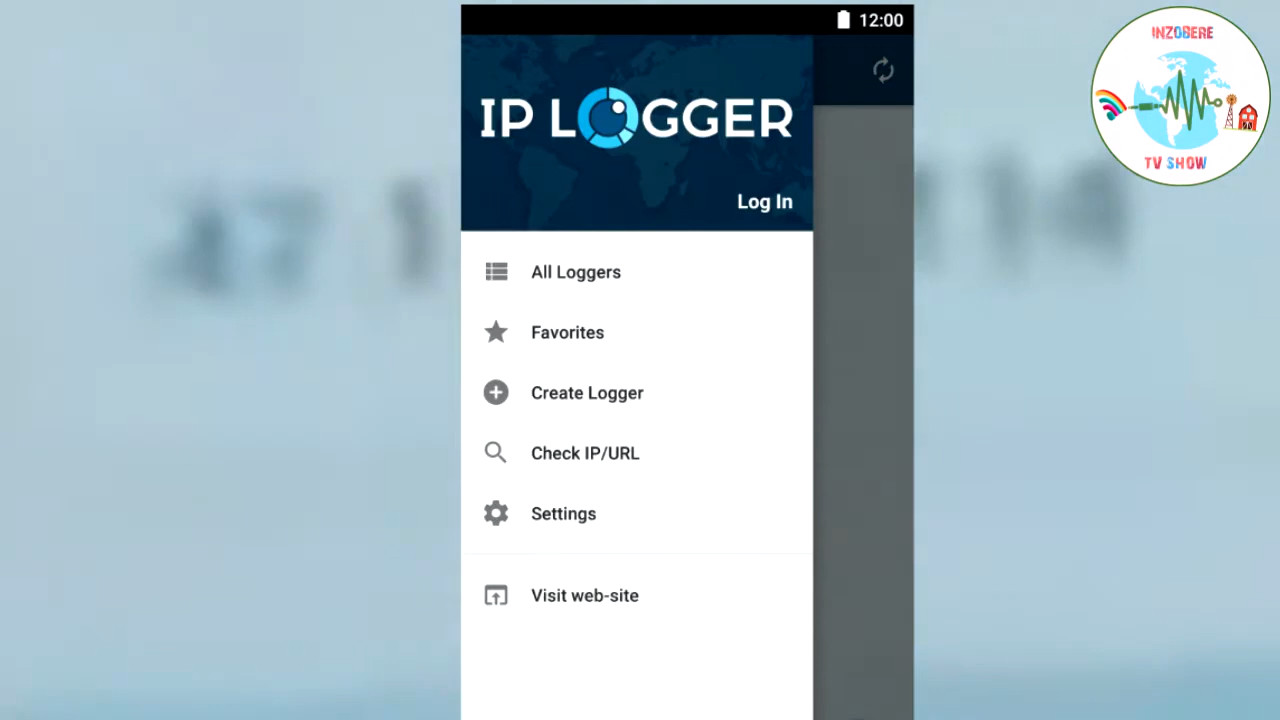 12:00
IP LOGGER
Log In
All Loggers
Favorites
Create Logger
Check IP/URL
Settings
Visit web-site
INZOBERE
TV SHOW